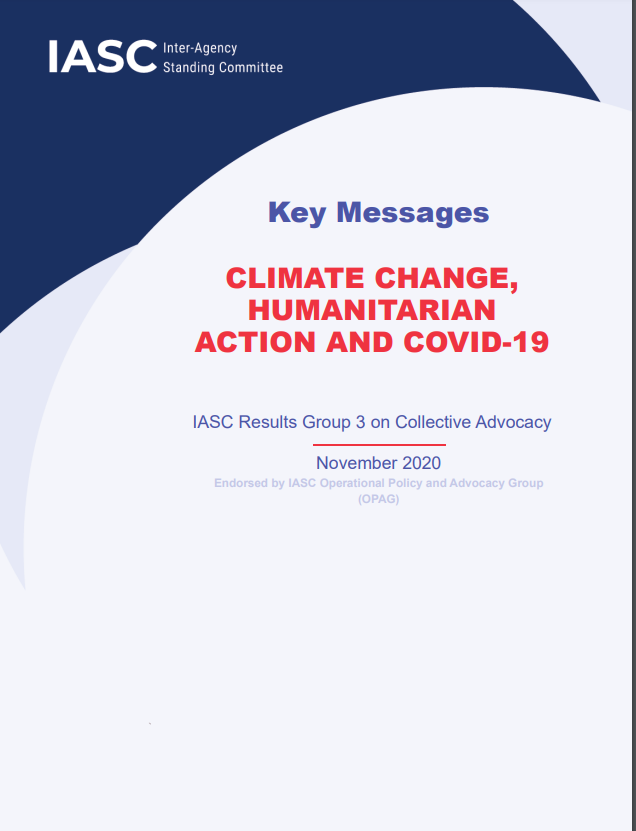 IASC Inter-Agency
Standing Committee
Key Messages
CLIMATE CHANGE,
HUMANITARIAN
ACTION AND COVID-19
IASC Results Group 3 on Collective Advocacy
November 2020
Endorsed by IASC Operational Policy and Advocacy Group
(OPAG)